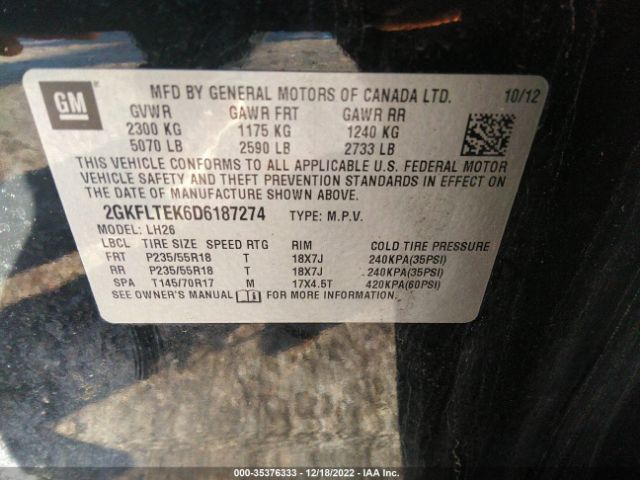 GM
MFD BY GENERAL MOTORS OF CANADA LTD. 10/12
GVWR GAWR FRT GAWR RR
2300 KG 1175 KG 1240 KG
5070 LB 2590 LB 2733 LB
THIS VEHICLE CONFORMS TO ALL APPLICABLE U.S. FEDERAL MOTOR
VEHICLE SAFETY AND THEFT PREVENTION STANDARDS IN EFFECT ON
THE DATE OF MANUFACTURE SHOWN ABOVE.
2GKFLTEK6D6187274 TYPE: M.P.V.
MODEL: LH26
LBCL TIRE SIZE SPEED RTG RIM COLD TIRE PRESSURE
FRT P235/55R18 T 18X7J 240KPA(35PSI)
RR P235/55R18 T 18X7J 240KPA(35PSI)
SPA T145/70R17 M 17X4.5T 420KPA(60PSI)
SEE OWNER'S MANUAL FOR MORE INFORMATION.
000-35376333 - 12/18/2022 - IAA Inc.